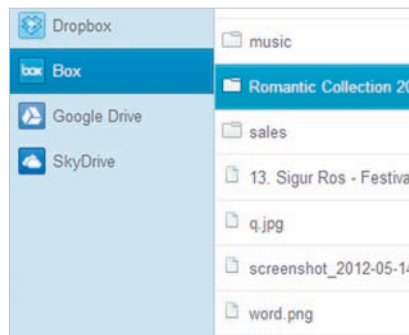 Dropbox
box Box
Google Drive
SkyDrive
music
Romantic Collection 20
sales
13. Sigur Ros - Festiva
q.jpg
screenshot_2012-05-14
word.png